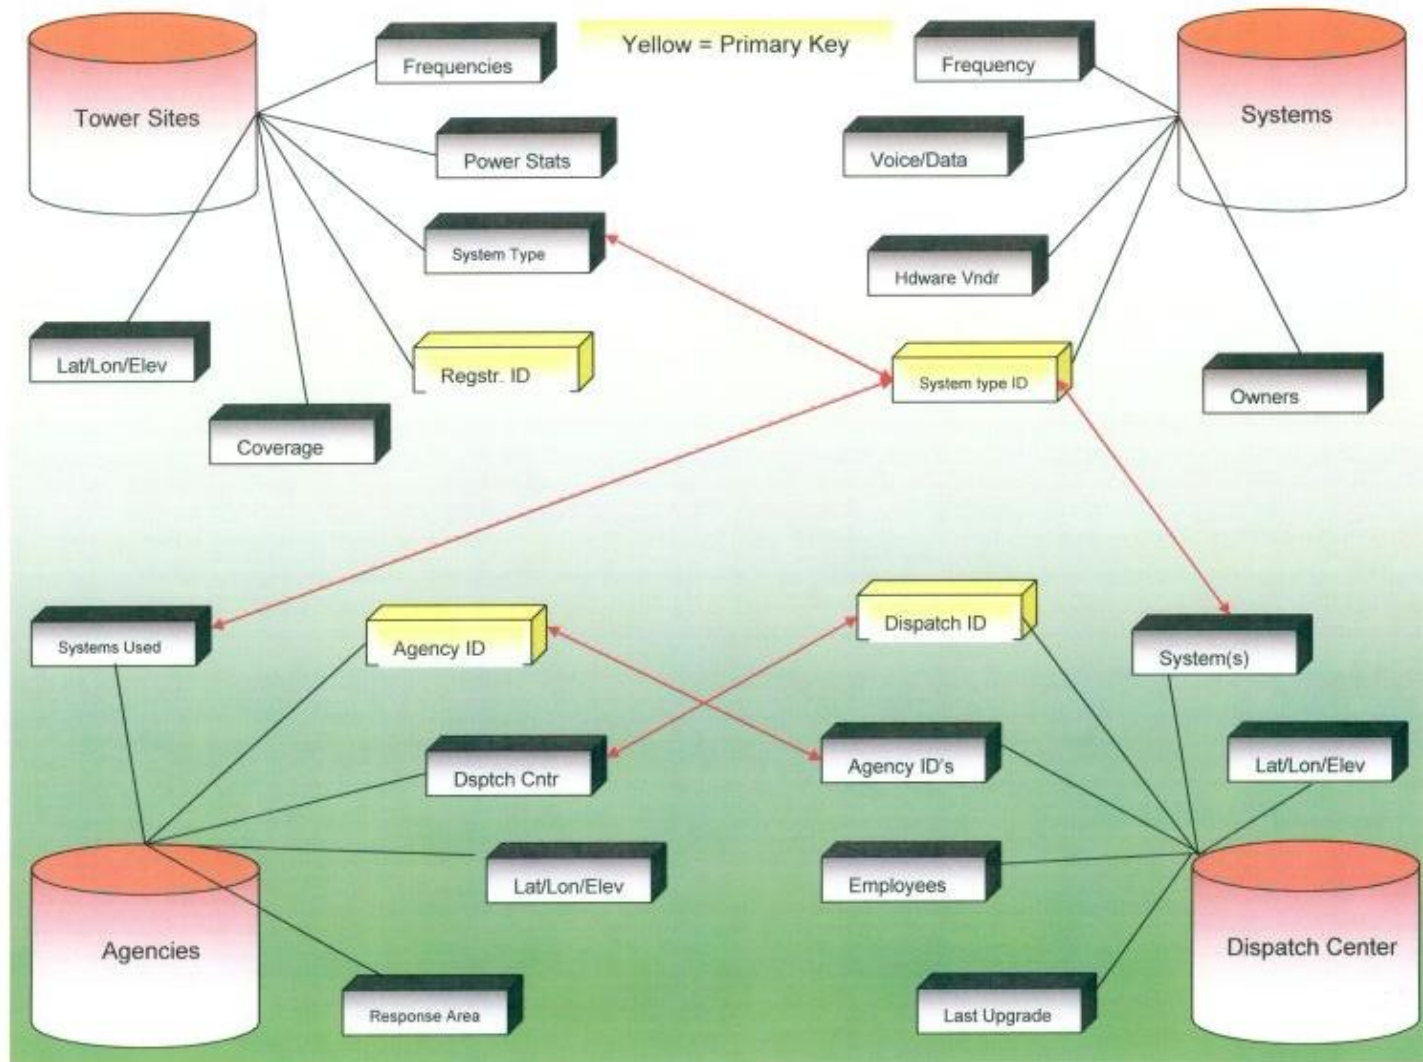 Yellow = Primary Key
Tower Sites
Frequencies
Power Stats
System Type
Regstr. ID
Lat/Lon/Elev
Coverage
Systems
Frequency
Voice/Data
Hdware Vndr
System type ID
Owners
Systems Used
Agency ID
Dsptch Cntr
Lat/Lon/Elev
Response Area
Agencies
Dispatch ID
System(s)
Agency ID's
Lat/Lon/Elev
Employees
Last Upgrade
Dispatch Center